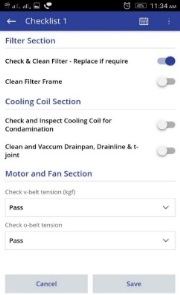 11:34 AM
Checklist 1
Filter Section
Check & Clean Filter - Replace if require
Clean Filter Frame
Cooling Coil Section
Check and Inspect Cooling Coil for
Condamination
Clean and Vaccum Drainpan, Drainline & t-
joint
Motor and Fan Section
Check v-belt tension (kgf)
Pass
Check o-belt tension
Pass
Cancel
Save